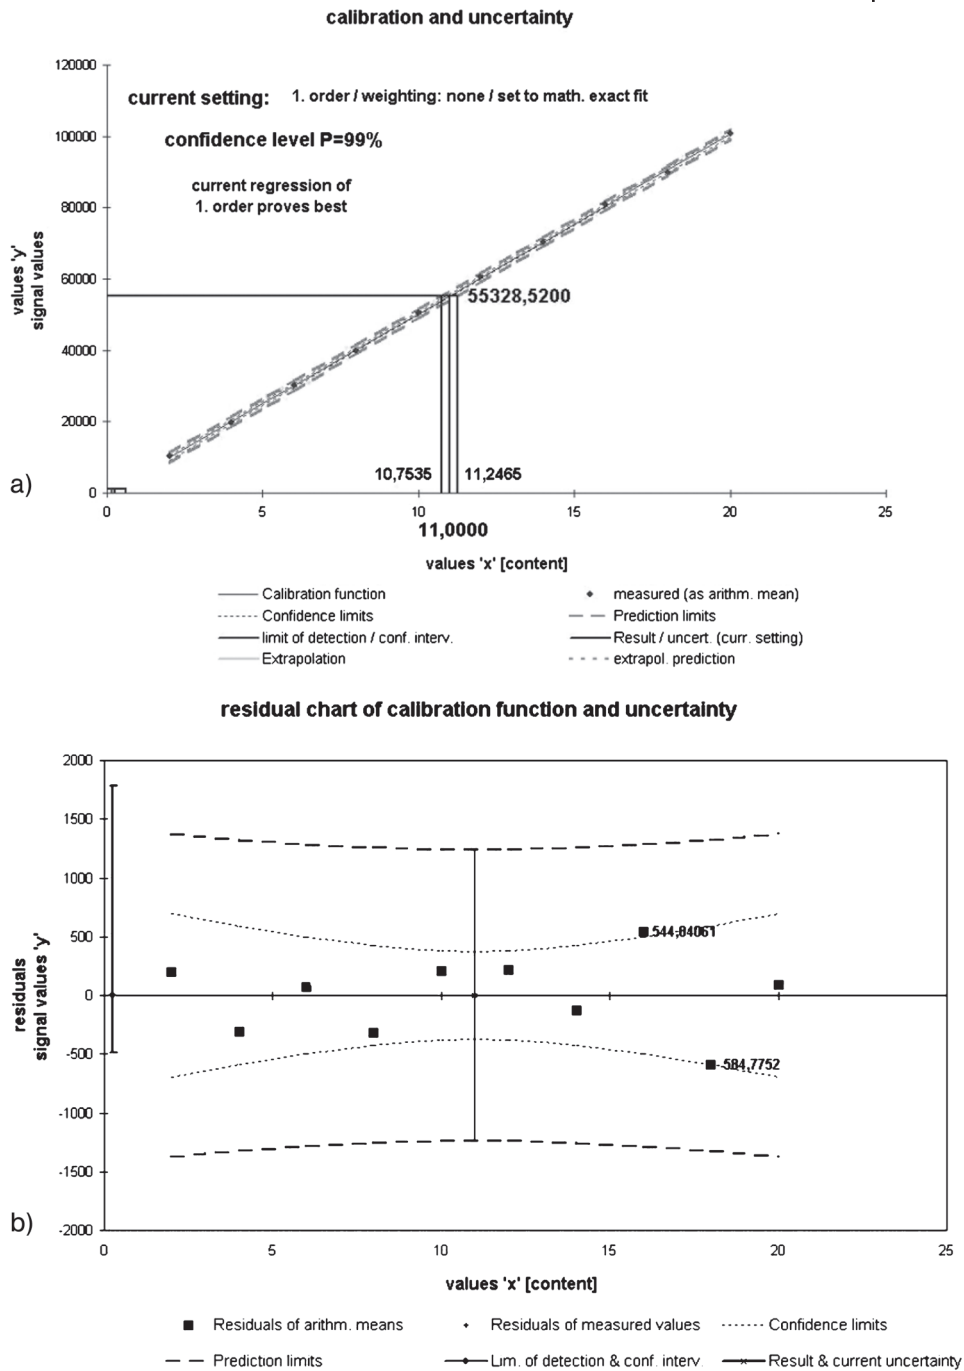 calibration and uncertainty
120000
current setting: 1. order / weighting: none / set to math. exact fit
100000
confidence level P=99%
current regression of
1. order proves best
80000
values 'y'
signal values
60000
55328,5200
40000
20000
10,7535 11,2465
a)
0
0 5 10 15 20 25
11,0000
values 'x' [content]
Calibration function measured (as arithm. mean)
Confidence limits Prediction limits
limit of detection / conf. interv. Result / uncert. (curr. setting)
Extrapolation extrapol. prediction
residual chart of calibration function and uncertainty
2000
1500
1000
500
544,84061
residuals
signal values 'y'
0
-500
-584,7752
-1000
-1500
b)
-2000
0 5 10 15 20 25
values 'x' [content]
Residuals of arithm. means Residuals of measured values Confidence limits
Prediction limits Lim. of detection & conf. interv. Result & current uncertainty